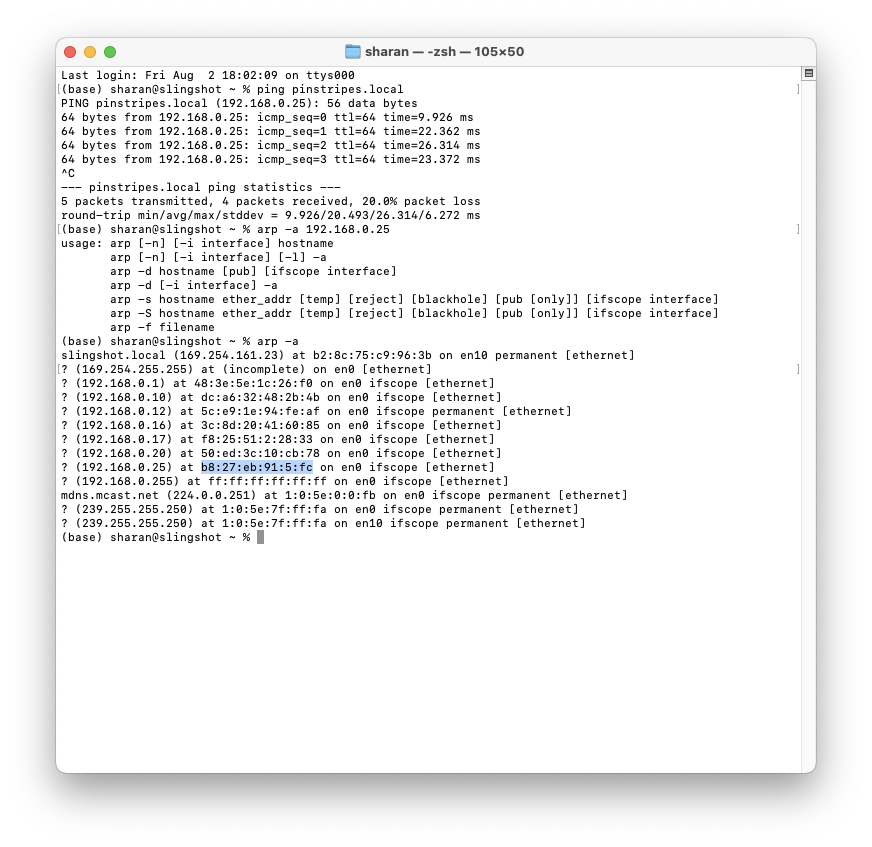 sharan — -zsh — 105×50
Last login: Fri Aug  2 18:02:09 on ttys000
(base) sharan@slingshot ~ % ping pinstripes.local
PING pinstripes.local (192.168.0.25): 56 data bytes
64 bytes from 192.168.0.25: icmp_seq=0 ttl=64 time=9.926 ms
64 bytes from 192.168.0.25: icmp_seq=1 ttl=64 time=22.362 ms
64 bytes from 192.168.0.25: icmp_seq=2 ttl=64 time=26.314 ms
64 bytes from 192.168.0.25: icmp_seq=3 ttl=64 time=23.372 ms
^C
--- pinstripes.local ping statistics ---
5 packets transmitted, 4 packets received, 20.0% packet loss
round-trip min/avg/max/stddev = 9.926/20.493/26.314/6.272 ms
(base) sharan@slingshot ~ % arp -a 192.168.0.25
usage: arp [-n] [-i interface] hostname
       arp [-n] [-i interface] [-l] -a
       arp -d hostname [pub] [ifscope interface]
       arp -d [-i interface] -a
       arp -s hostname ether_addr [temp] [reject] [blackhole] [pub [only]] [ifscope interface]
       arp -S hostname ether_addr [temp] [reject] [blackhole] [pub [only]] [ifscope interface]
       arp -f filename
(base) sharan@slingshot ~ % arp -a
slingshot.local (169.254.161.23) at b2:8c:75:c9:96:3b on en10 permanent [ethernet]
? (169.254.255.255) at (incomplete) on en0 [ethernet]
? (192.168.0.1) at 48:3e:5e:1c:26:f0 on en0 ifscope [ethernet]
? (192.168.0.10) at dc:a6:32:48:2b:4b on en0 ifscope [ethernet]
? (192.168.0.12) at 5c:e9:1e:94:fe:af on en0 ifscope permanent [ethernet]
? (192.168.0.16) at 3c:8d:20:41:60:85 on en0 ifscope [ethernet]
? (192.168.0.17) at f8:25:51:2:28:33 on en0 ifscope [ethernet]
? (192.168.0.20) at 50:ed:3c:10:cb:78 on en0 ifscope [ethernet]
? (192.168.0.25) at b8:27:eb:91:5:fc on en0 ifscope [ethernet]
? (192.168.0.255) at ff:ff:ff:ff:ff:ff on en0 ifscope [ethernet]
mdns.mcast.net (224.0.0.251) at 1:0:5e:0:0:fb on en0 ifscope permanent [ethernet]
? (239.255.255.250) at 1:0:5e:7f:ff:fa on en0 ifscope permanent [ethernet]
? (239.255.255.250) at 1:0:5e:7f:ff:fa on en10 ifscope permanent [ethernet]
(base) sharan@slingshot ~ %